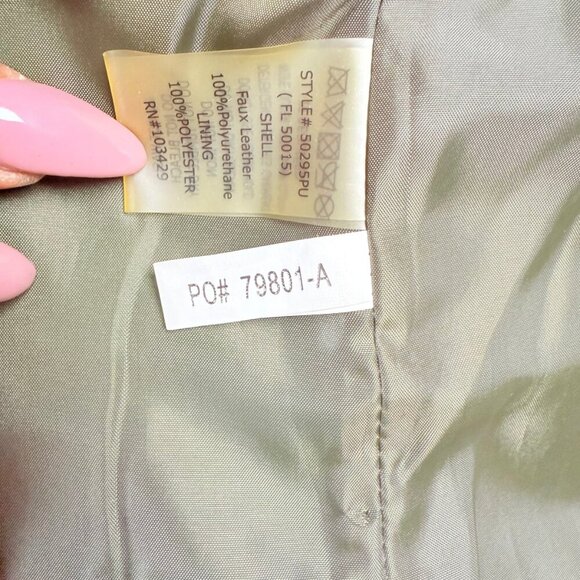 STYLE# 50295PU
( FL 50015)
SHELL
Faux Leather
100%Polyurethane
LINING
100%POLYESTER
RN#103429
PO# 79801-A